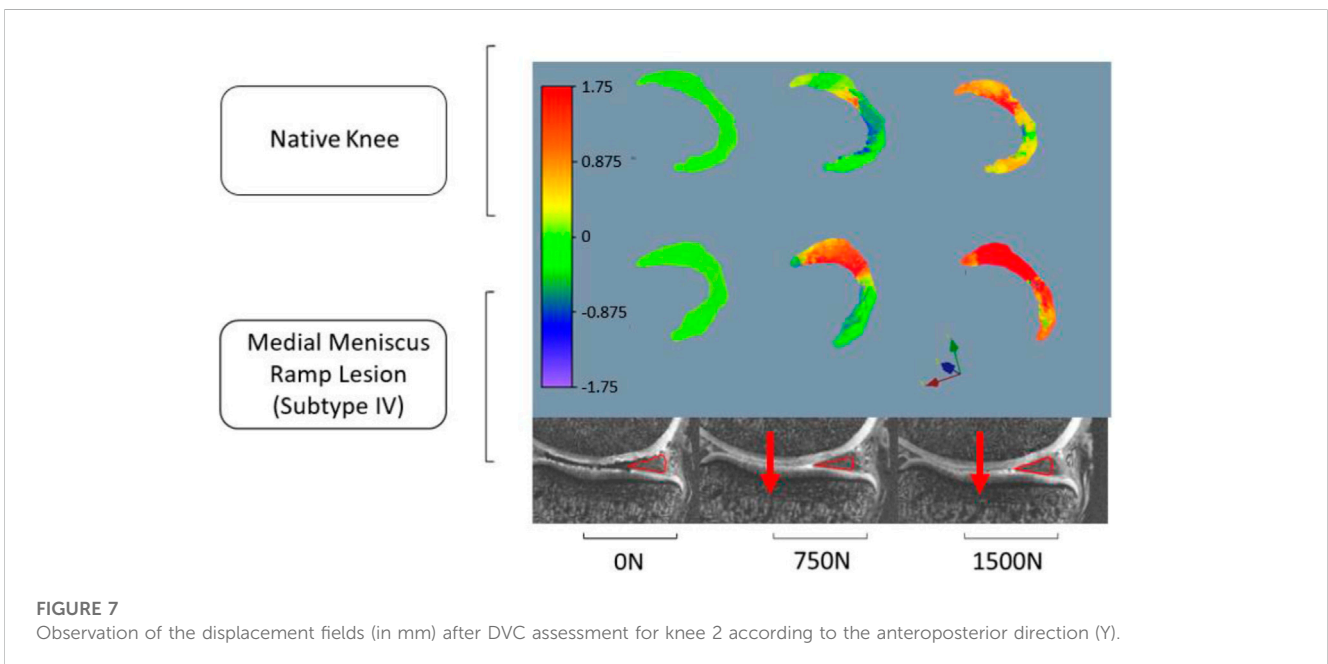 Native Knee
Medial Meniscus
Ramp Lesion
(Subtype IV)
1.75
0.875
0
-0.875
-1.75
0N
750N
1500N
FIGURE 7
Observation of the displacement fields (in mm) after DVC assessment for knee 2 according to the anteroposterior direction (Y).